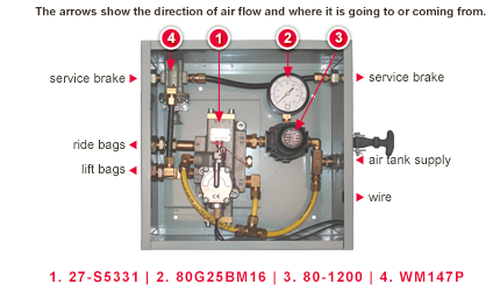 The arrows show the direction of air flow and where it is going to or coming from.
4 1 2 3
service brake
service brake
ride bags
lift bags
air tank supply
wire
1. 27-S5331 | 2. 80G25BM16 | 3. 80-1200 | 4. WM147P